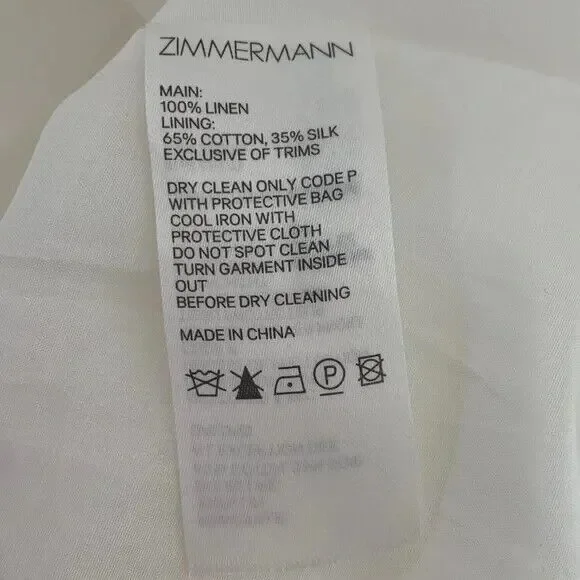 ZIMMERMANN
MAIN:
100% LINEN
LINING:
65% COTTON, 35% SILK
EXCLUSIVE OF TRIMS
DRY CLEAN ONLY CODE P
WITH PROTECTIVE BAG
COOL IRON WITH
PROTECTIVE CLOTH
DO NOT SPOT CLEAN
TURN GARMENT INSIDE
OUT
BEFORE DRY CLEANING
MADE IN CHINA
P